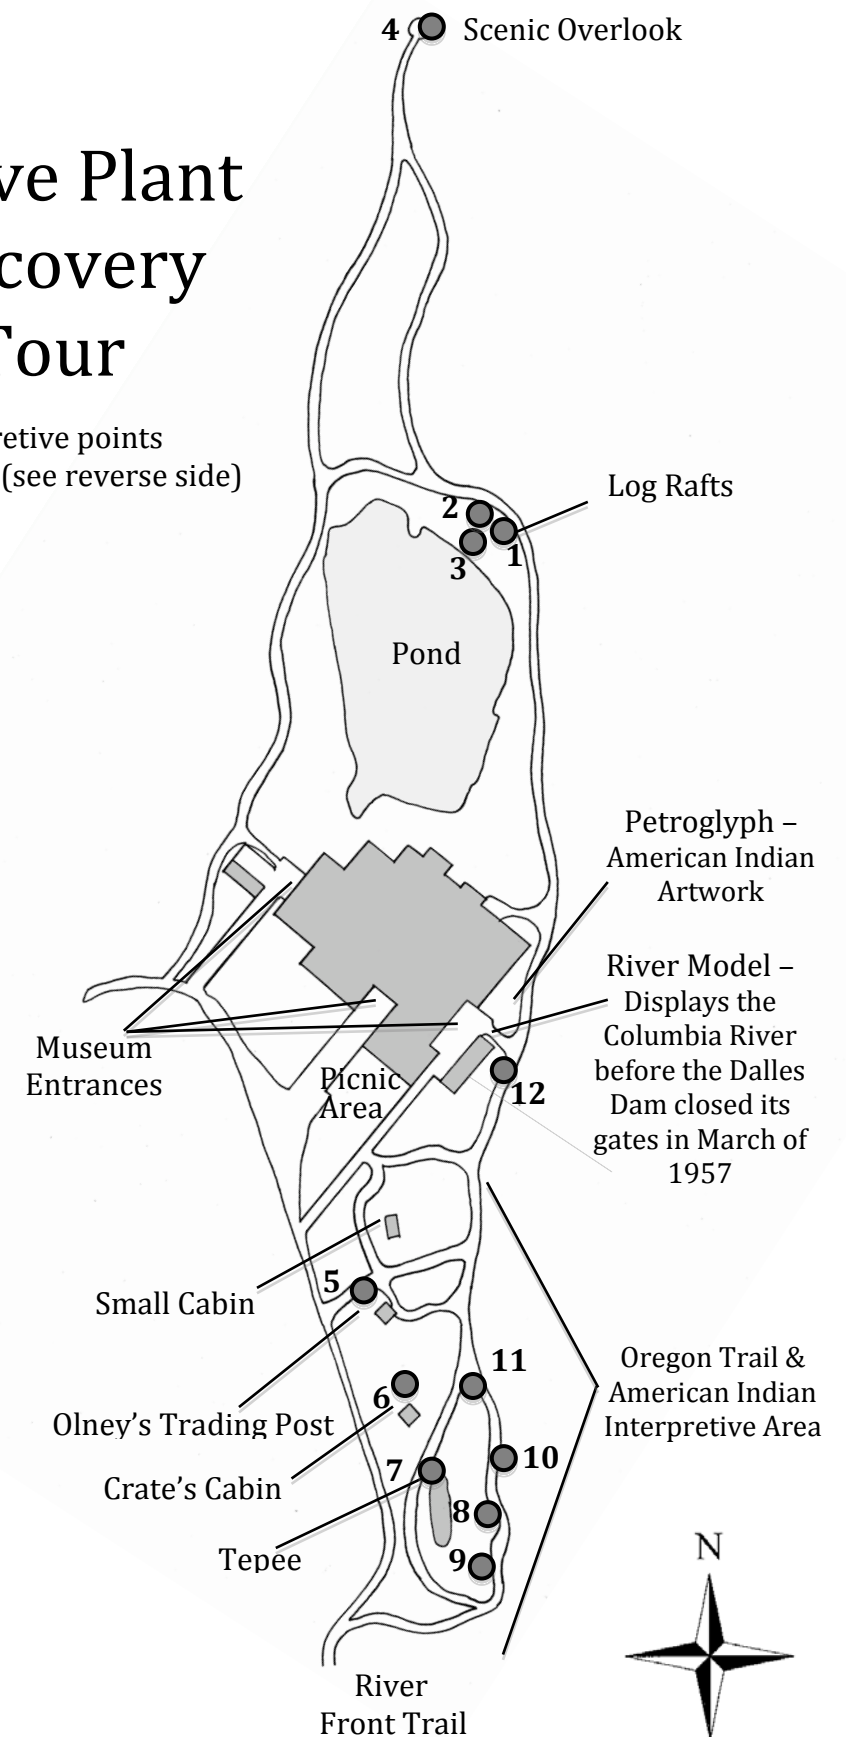 4 Scenic Overlook
ve Plant
covery
Tour
retive points
(see reverse side)
Log Rafts
2
1
3
Pond
Petroglyph –
American Indian
Artwork
River Model –
Displays the
Columbia River
before the Dalles
Dam closed its
gates in March of
1957
Museum
Entrances
Picnic
Area
12
Small Cabin
5
Olney's Trading Post
6
11
Oregon Trail &
American Indian
Interpretive Area
Crate's Cabin
7
10
8
Tepee
9
N
River
Front Trail